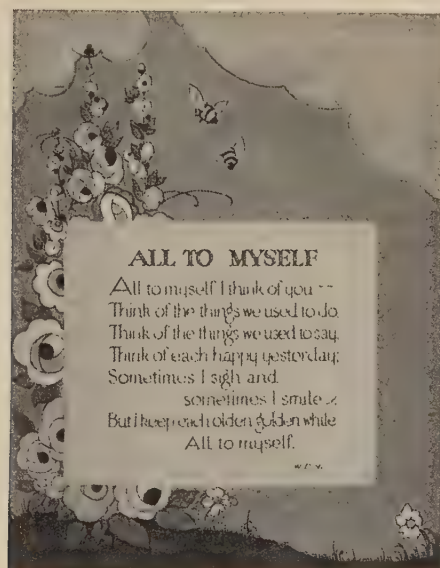 ALL TO MYSELF
All to myself I think of you --
Think of the things we used to do,
Think of the things we used to say,
Think of each happy yesterday;
Sometimes I sigh and
sometimes I smile --
But I keep each olden golden while
All to myself.